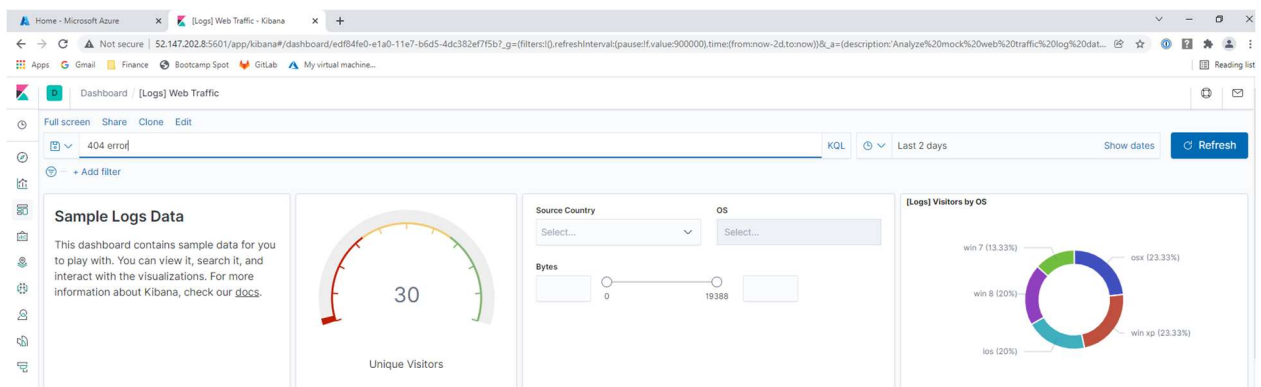 Home - Microsoft Azure
[Logs] Web Traffic - Kibana
Not secure | 52.147.202.8:5601/app/kibana#/dashboard/edf84fe0-e1a0-11e7-b6d5-4dc382ef7f5b?_g=(filters:!(),refreshInterval:(pause:!f,value:900000),time:(from:now-2d,to:now))&_a=(description:'Analyze%20mock%20web%20traffic%20log%20dat...
Apps Gmail Finance Bootcamp Spot GitLab My virtual machine... Reading list
D Dashboard / [Logs] Web Traffic
Full screen Share Clone Edit
404 error KQL Last 2 days Show dates Refresh
+ Add filter
Sample Logs Data
This dashboard contains sample data for you
to play with. You can view it, search it, and
interact with the visualizations. For more
information about Kibana, check our docs.
30
Unique Visitors
Source Country OS
Select... Select...
Bytes
0 19388
[Logs] Visitors by OS
win 7 (13.33%)
osx (23.33%)
win 8 (20%)
win xp (23.33%)
ios (20%)